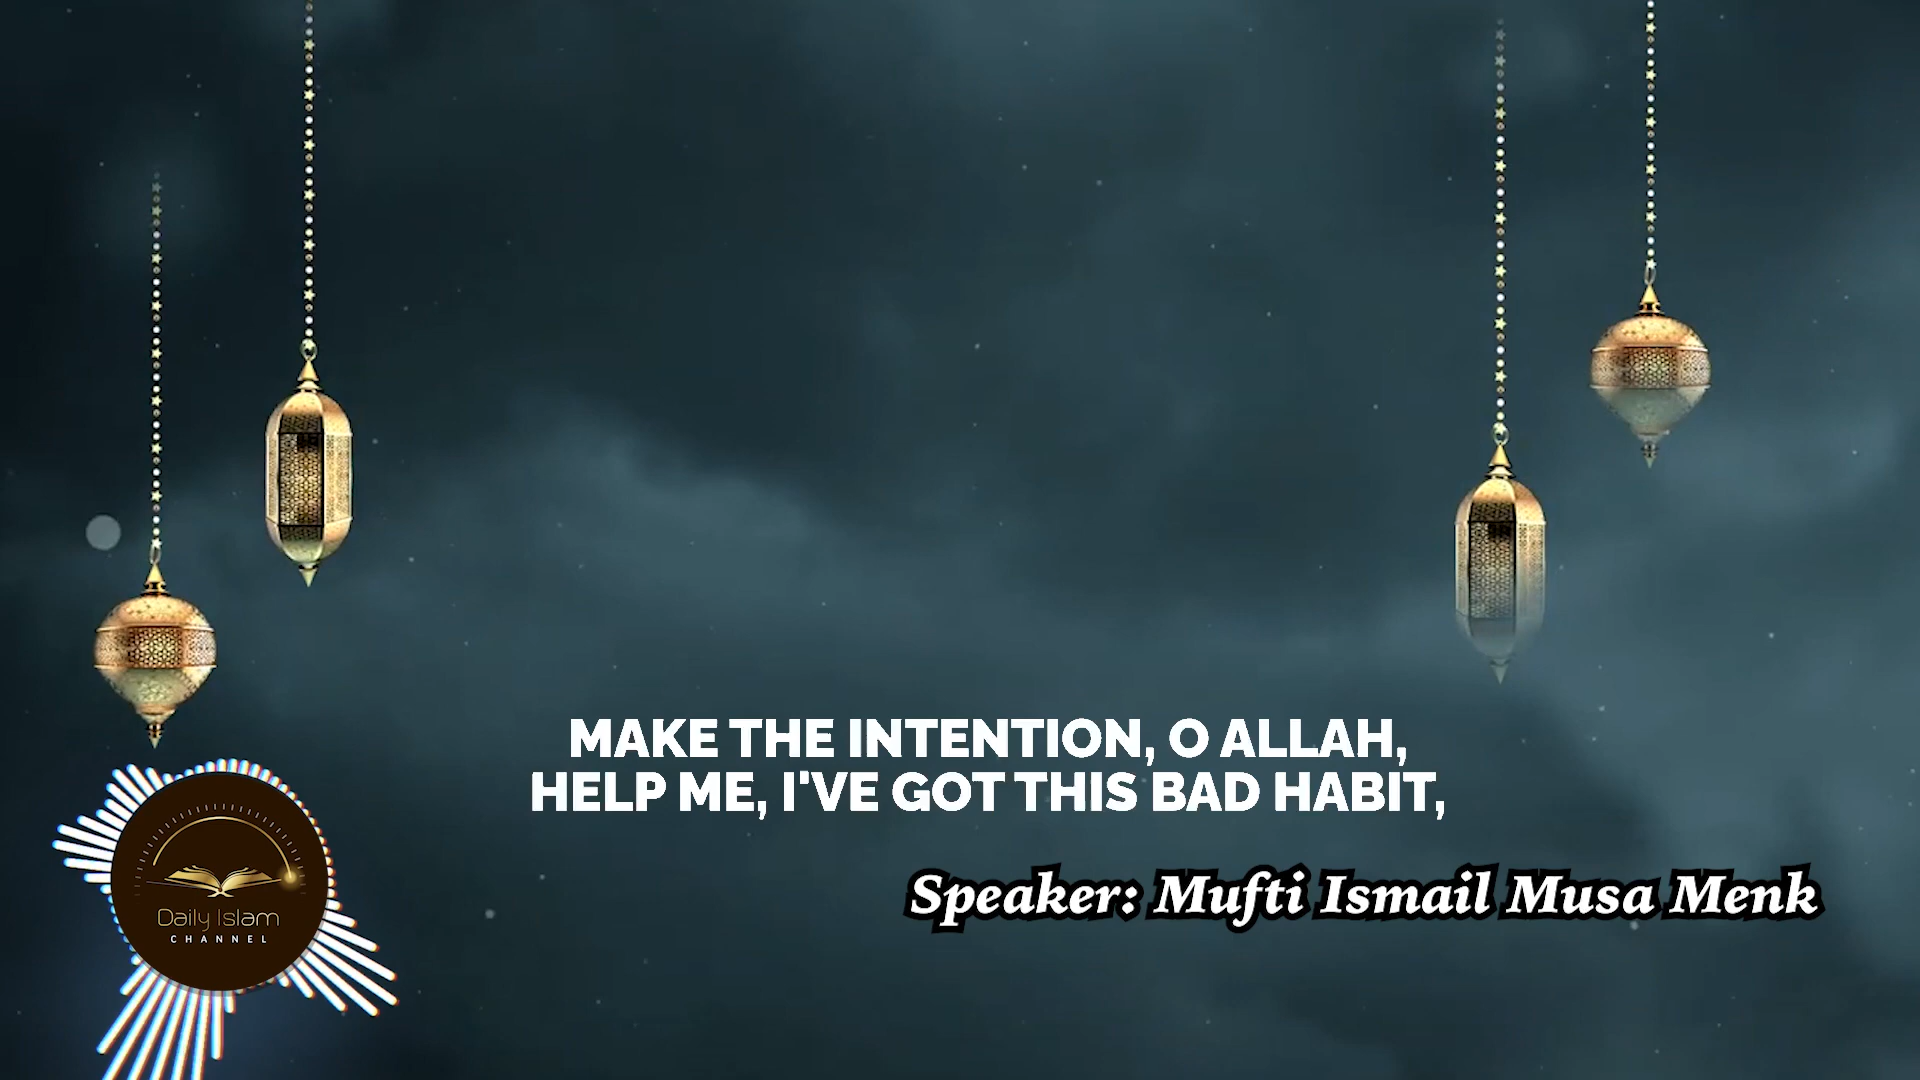 MAKE THE INTENTION, O ALLAH,
HELP ME, I'VE GOT THIS BAD HABIT,
Speaker: Mufti Ismail Musa Menk
Daily Islam
CHANNEL